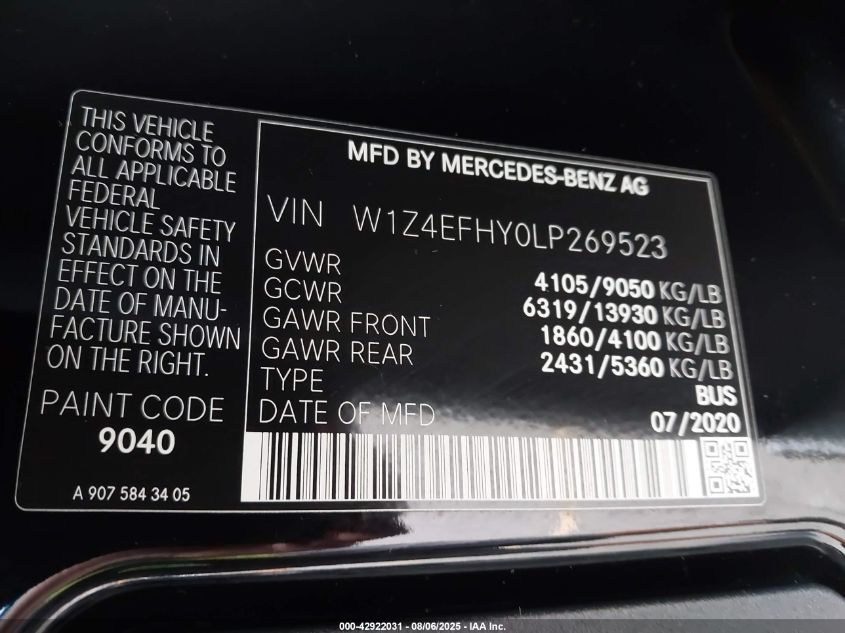 THIS VEHICLE
CONFORMS TO
ALL APPLICABLE
FEDERAL
VEHICLE SAFETY
STANDARDS IN
EFFECT ON THE
DATE OF MANU-
FACTURE SHOWN
ON THE RIGHT.
PAINT CODE
9040
A 907 584 34 05
MFD BY MERCEDES-BENZ AG
VIN W1Z4EFHY0LP269523
GVWR 4105/9050 KG/LB
GCWR 6319/13930 KG/LB
GAWR FRONT 1860/4100 KG/LB
GAWR REAR 2431/5360 KG/LB
TYPE BUS
DATE OF MFD 07/2020
000-42922031 - 08/06/2025 - IAA Inc.